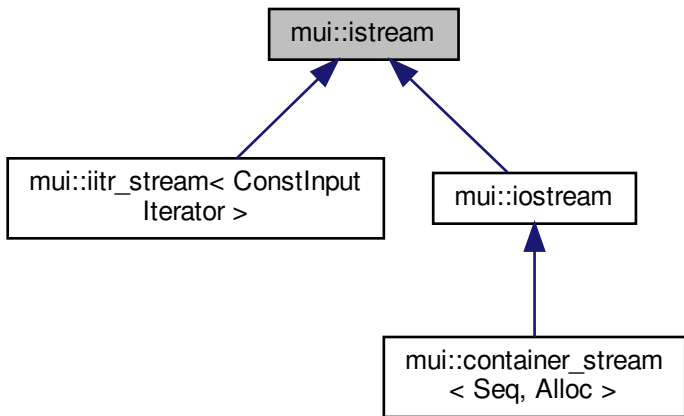 mui::istream
mui::iitr_stream< ConstInput
Iterator >
mui::iostream
mui::container_stream
< Seq, Alloc >